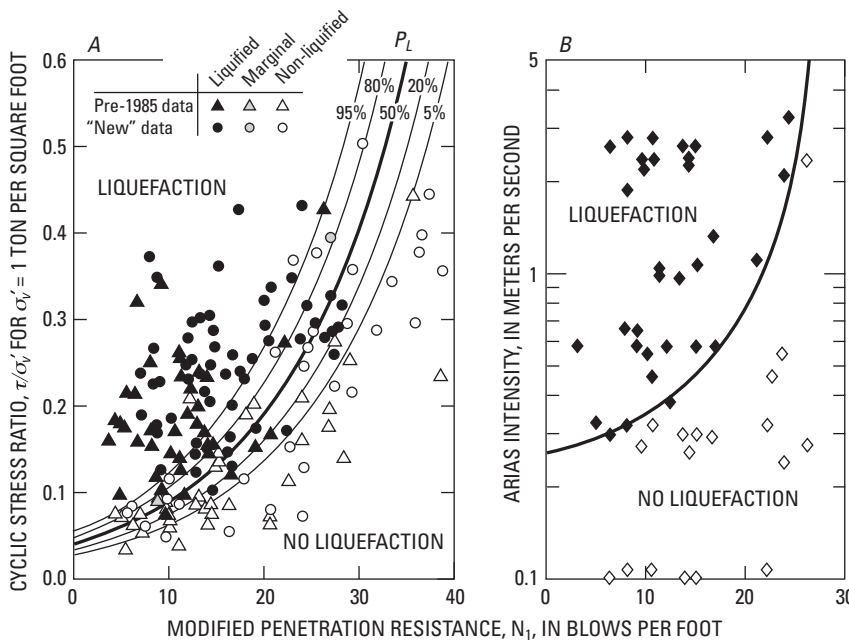 A
B
P_L
Liquified
Marginal
Non-liquified
Pre-1985 data
“New” data
95%
80%
50%
20%
5%
LIQUEFACTION
NO LIQUEFACTION
CYCLIC STRESS RATIO, τ/σ′v FOR σ′v = 1 TON PER SQUARE FOOT
0.6
0.5
0.4
0.3
0.2
0.1
0.0
0
10
20
30
40
ARIAS INTENSITY, IN METERS PER SECOND
5
1
0.1
LIQUEFACTION
NO LIQUEFACTION
0
10
20
30
MODIFIED PENETRATION RESISTANCE, N₁, IN BLOWS PER FOOT